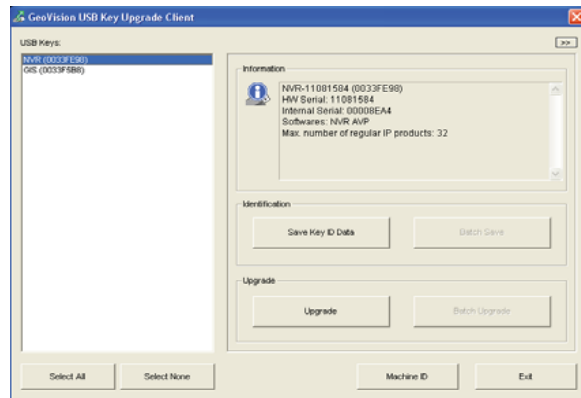 GeoVision USB Key Upgrade Client
USB Keys:
>>
NVR (0033FE98)
GIS (0033F5B8)
Information
NVR-11081584 (0033FE98)
HW Serial: 11081584
Internal Serial: 00008EA4
Softwares: NVR AVP
Max. number of regular IP products: 32
Identification
Save Key ID Data
Batch Save
Upgrade
Upgrade
Batch Upgrade
Select All
Select None
Machine ID
Exit